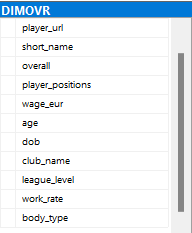 DIMOVR
player_url
short_name
overall
player_positions
wage_eur
age
dob
club_name
league_level
work_rate
body_type